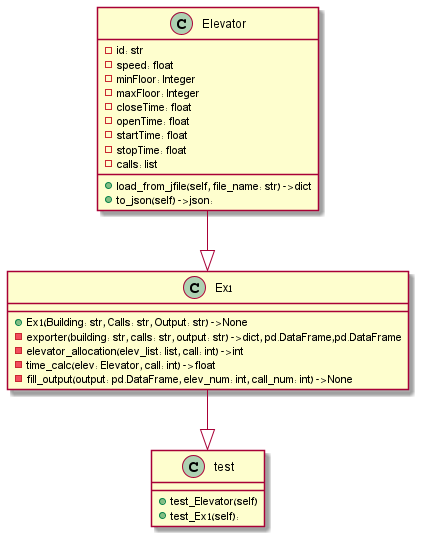 C Elevator
id: str
speed: float
minFloor: Integer
maxFloor: Integer
closeTime: float
openTime: float
startTime: float
stopTime: float
calls: list
load_from_jfile(self, file_name: str)->dict
to_json(self)->json:
C Ex1
Ex1(Building: str, Calls: str, Output: str)->None
exporter(building: str, calls: str, output: str)->dict,pd.DataFrame,pd.DataFrame
elevator_allocation(elev_list: list, call: int)->int
time_calc(elev: Elevator, call: int)->float
fill_output(output: pd.DataFrame, elev_num: int, call_num: int)->None
C test
test_Elevator(self)
test_Ex1(self):